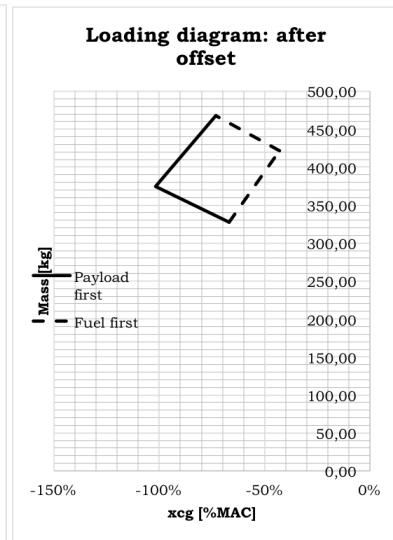 Loading diagram: after
offset
500,00
450,00
400,00
350,00
300,00
250,00
200,00
150,00
100,00
50,00
0,00
Mass [kg]
Payload
first
Fuel first
-150%
-100%
-50%
0%
xcg [%MAC]